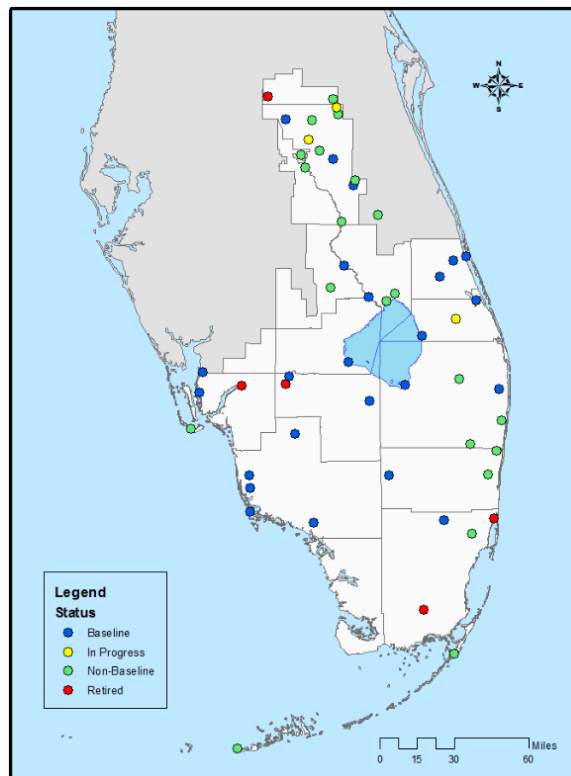 N
W E
S
Legend
Status
Baseline
In Progress
Non-Baseline
Retired
Miles
0 15 30 60